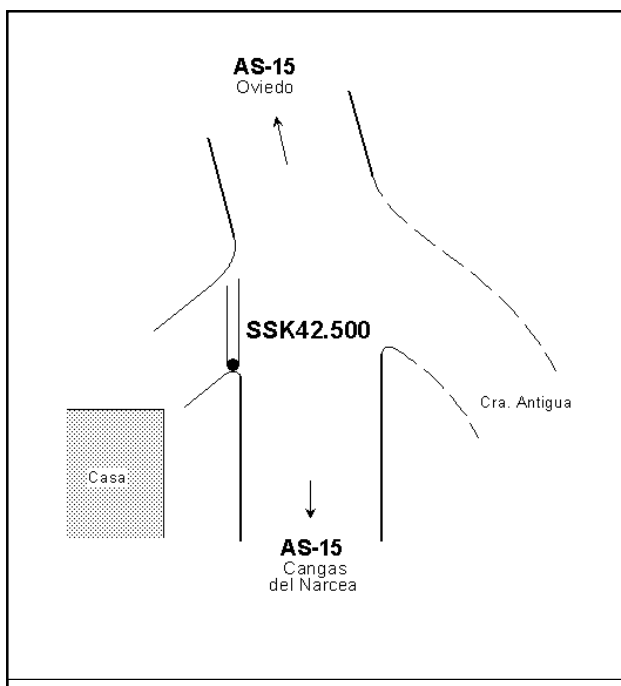 AS-15
Oviedo
SSK42.500
Cra. Antigua
Casa
AS-15
Cangas
del Narcea